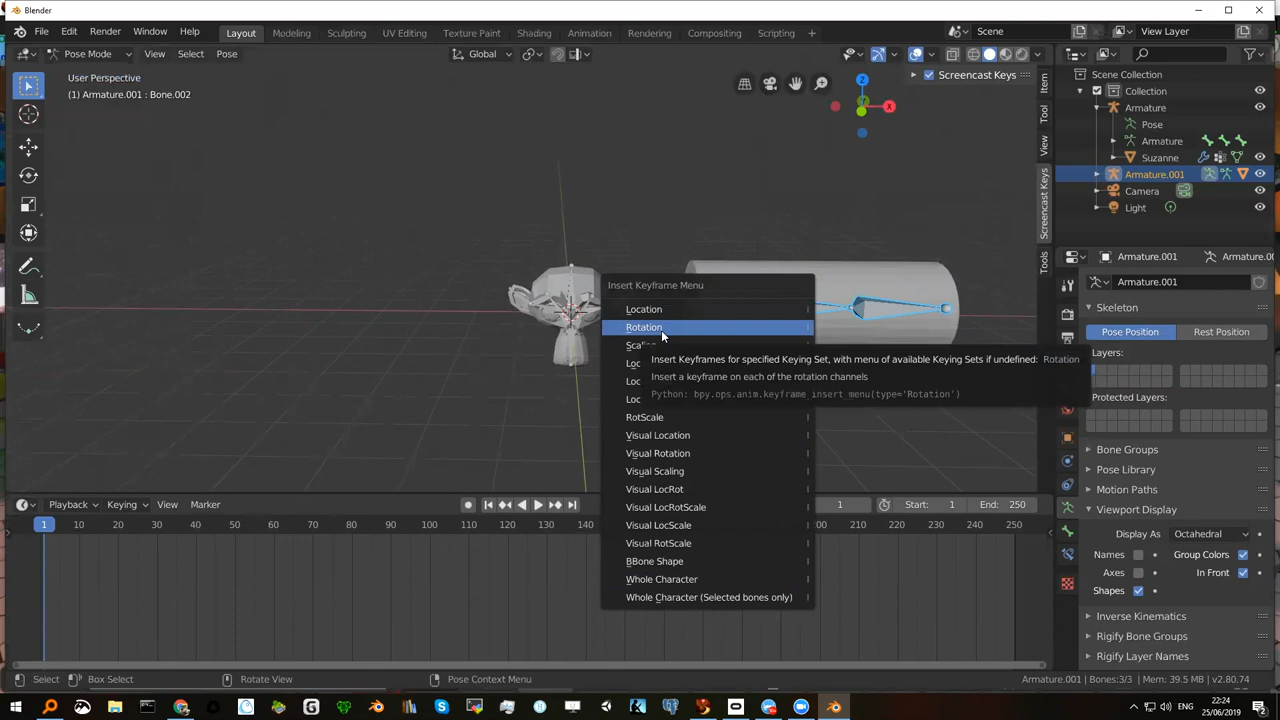 Blender
File Edit Render Window Help
Layout Modeling Sculpting UV Editing Texture Paint Shading Animation Rendering Compositing Scripting +
Scene
View Layer
Pose Mode View Select Pose
Global
User Perspective
(1) Armature.001 : Bone.002
Z
X
Screencast Keys
Item
Tool
View
Screencast Keys
Tools
Scene Collection
Collection
Armature
Pose
Armature
Suzanne
Armature.001
Camera
Light
Armature.001
Armature.00
Armature.001
Skeleton
Pose Position Rest Position
Layers:
Protected Layers:
Bone Groups
Pose Library
Motion Paths
Viewport Display
Display As Octahedral
Names Group Colors
Axes In Front
Shapes
Inverse Kinematics
Rigify Bone Groups
Rigify Layer Names
Insert Keyframe Menu
Location I
Rotation I
Scaling
Loc
Loc
Loc
Insert Keyframes for specified Keying Set, with menu of available Keying Sets if undefined: Rotation
Insert a keyframe on each of the rotation channels
Python: bpy.ops.anim.keyframe_insert_menu(type='Rotation')
RotScale I
Visual Location I
Visual Rotation I
Visual Scaling I
Visual LocRot I
Visual LocRotScale I
Visual LocScale I
Visual RotScale I
BBone Shape I
Whole Character I
Whole Character (Selected bones only) I
Playback Keying View Marker
1 Start: 1 End: 250
1 10 20 30 40 50 60 70 80 90 100 110 120 130 140 200 210 220 230 240 250
Select Box Select Rotate View Pose Context Menu
Armature.001 | Bones:3/3 | Mem: 39.5 MB | v2.80.74
22:24
25/06/2019